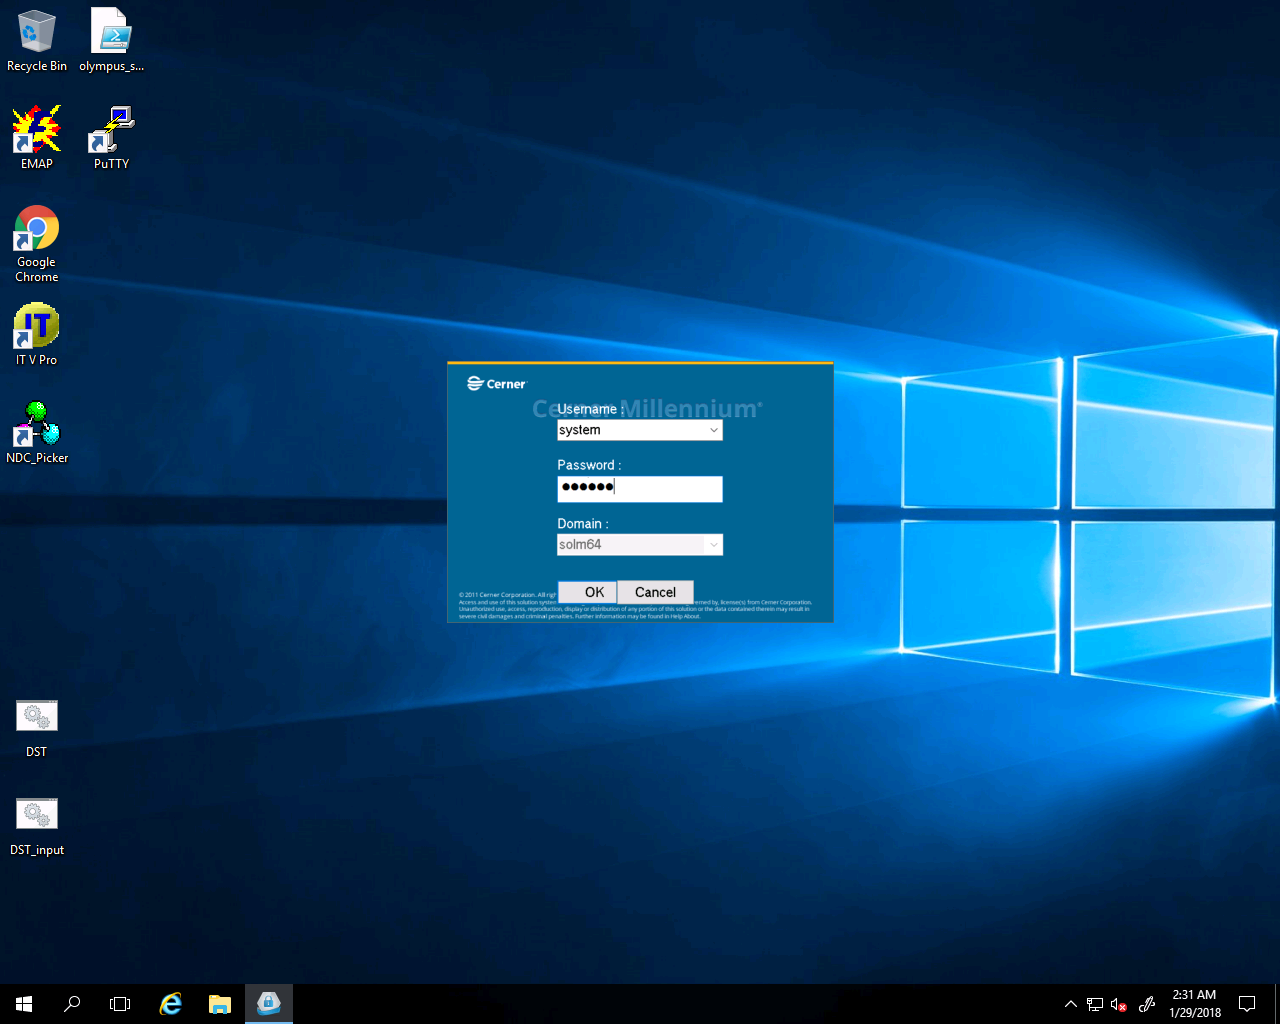 Recycle Bin
olympus_s...
EMAP
PuTTY
Google
Chrome
IT
IT V Pro
NDC_Picker
Cerner
Cerner Millennium®
Username :
system
Password :
Domain :
solm64
OK
Cancel
© 2011 Cerner Corporation. All righ
Access and use of this solution system
erned by, license(s) from Cerner Corporation.
Unauthorized use, access, reproduction, display or distribution of any portion of this solution or the data contained therein may result in
severe civil damages and criminal penalties. Further information may be found in Help About.
DST
DST_input
2:31 AM
1/29/2018